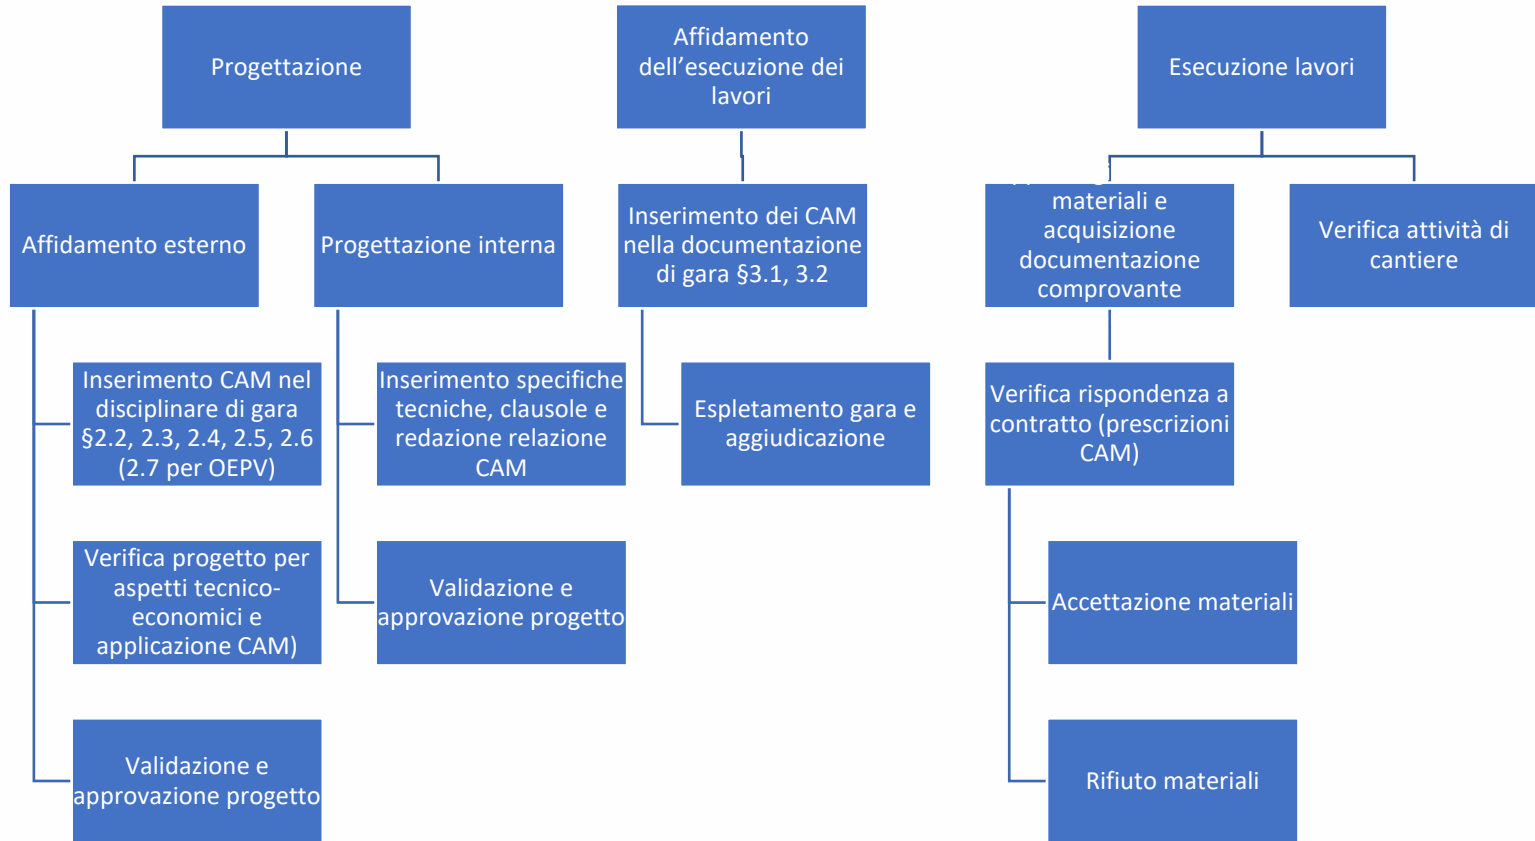 Progettazione
Affidamento
dell'esecuzione dei
lavori
Esecuzione lavori
Affidamento esterno
Progettazione interna
Inserimento dei CAM
nella documentazione
di gara §3.1, 3.2
materiali e
acquisizione
documentazione
comprovante
Verifica attività di
cantiere
Inserimento CAM nel
disciplinare di gara
§2.2, 2.3, 2.4, 2.5, 2.6
(2.7 per OEPV)
Inserimento specifiche
tecniche, clausole e
redazione relazione
CAM
Espletamento gara e
aggiudicazione
Verifica rispondenza a
contratto (prescrizioni
CAM)
Verifica progetto per
aspetti tecnico-
economici e
applicazione CAM)
Validazione e
approvazione progetto
Accettazione materiali
Validazione e
approvazione progetto
Rifiuto materiali